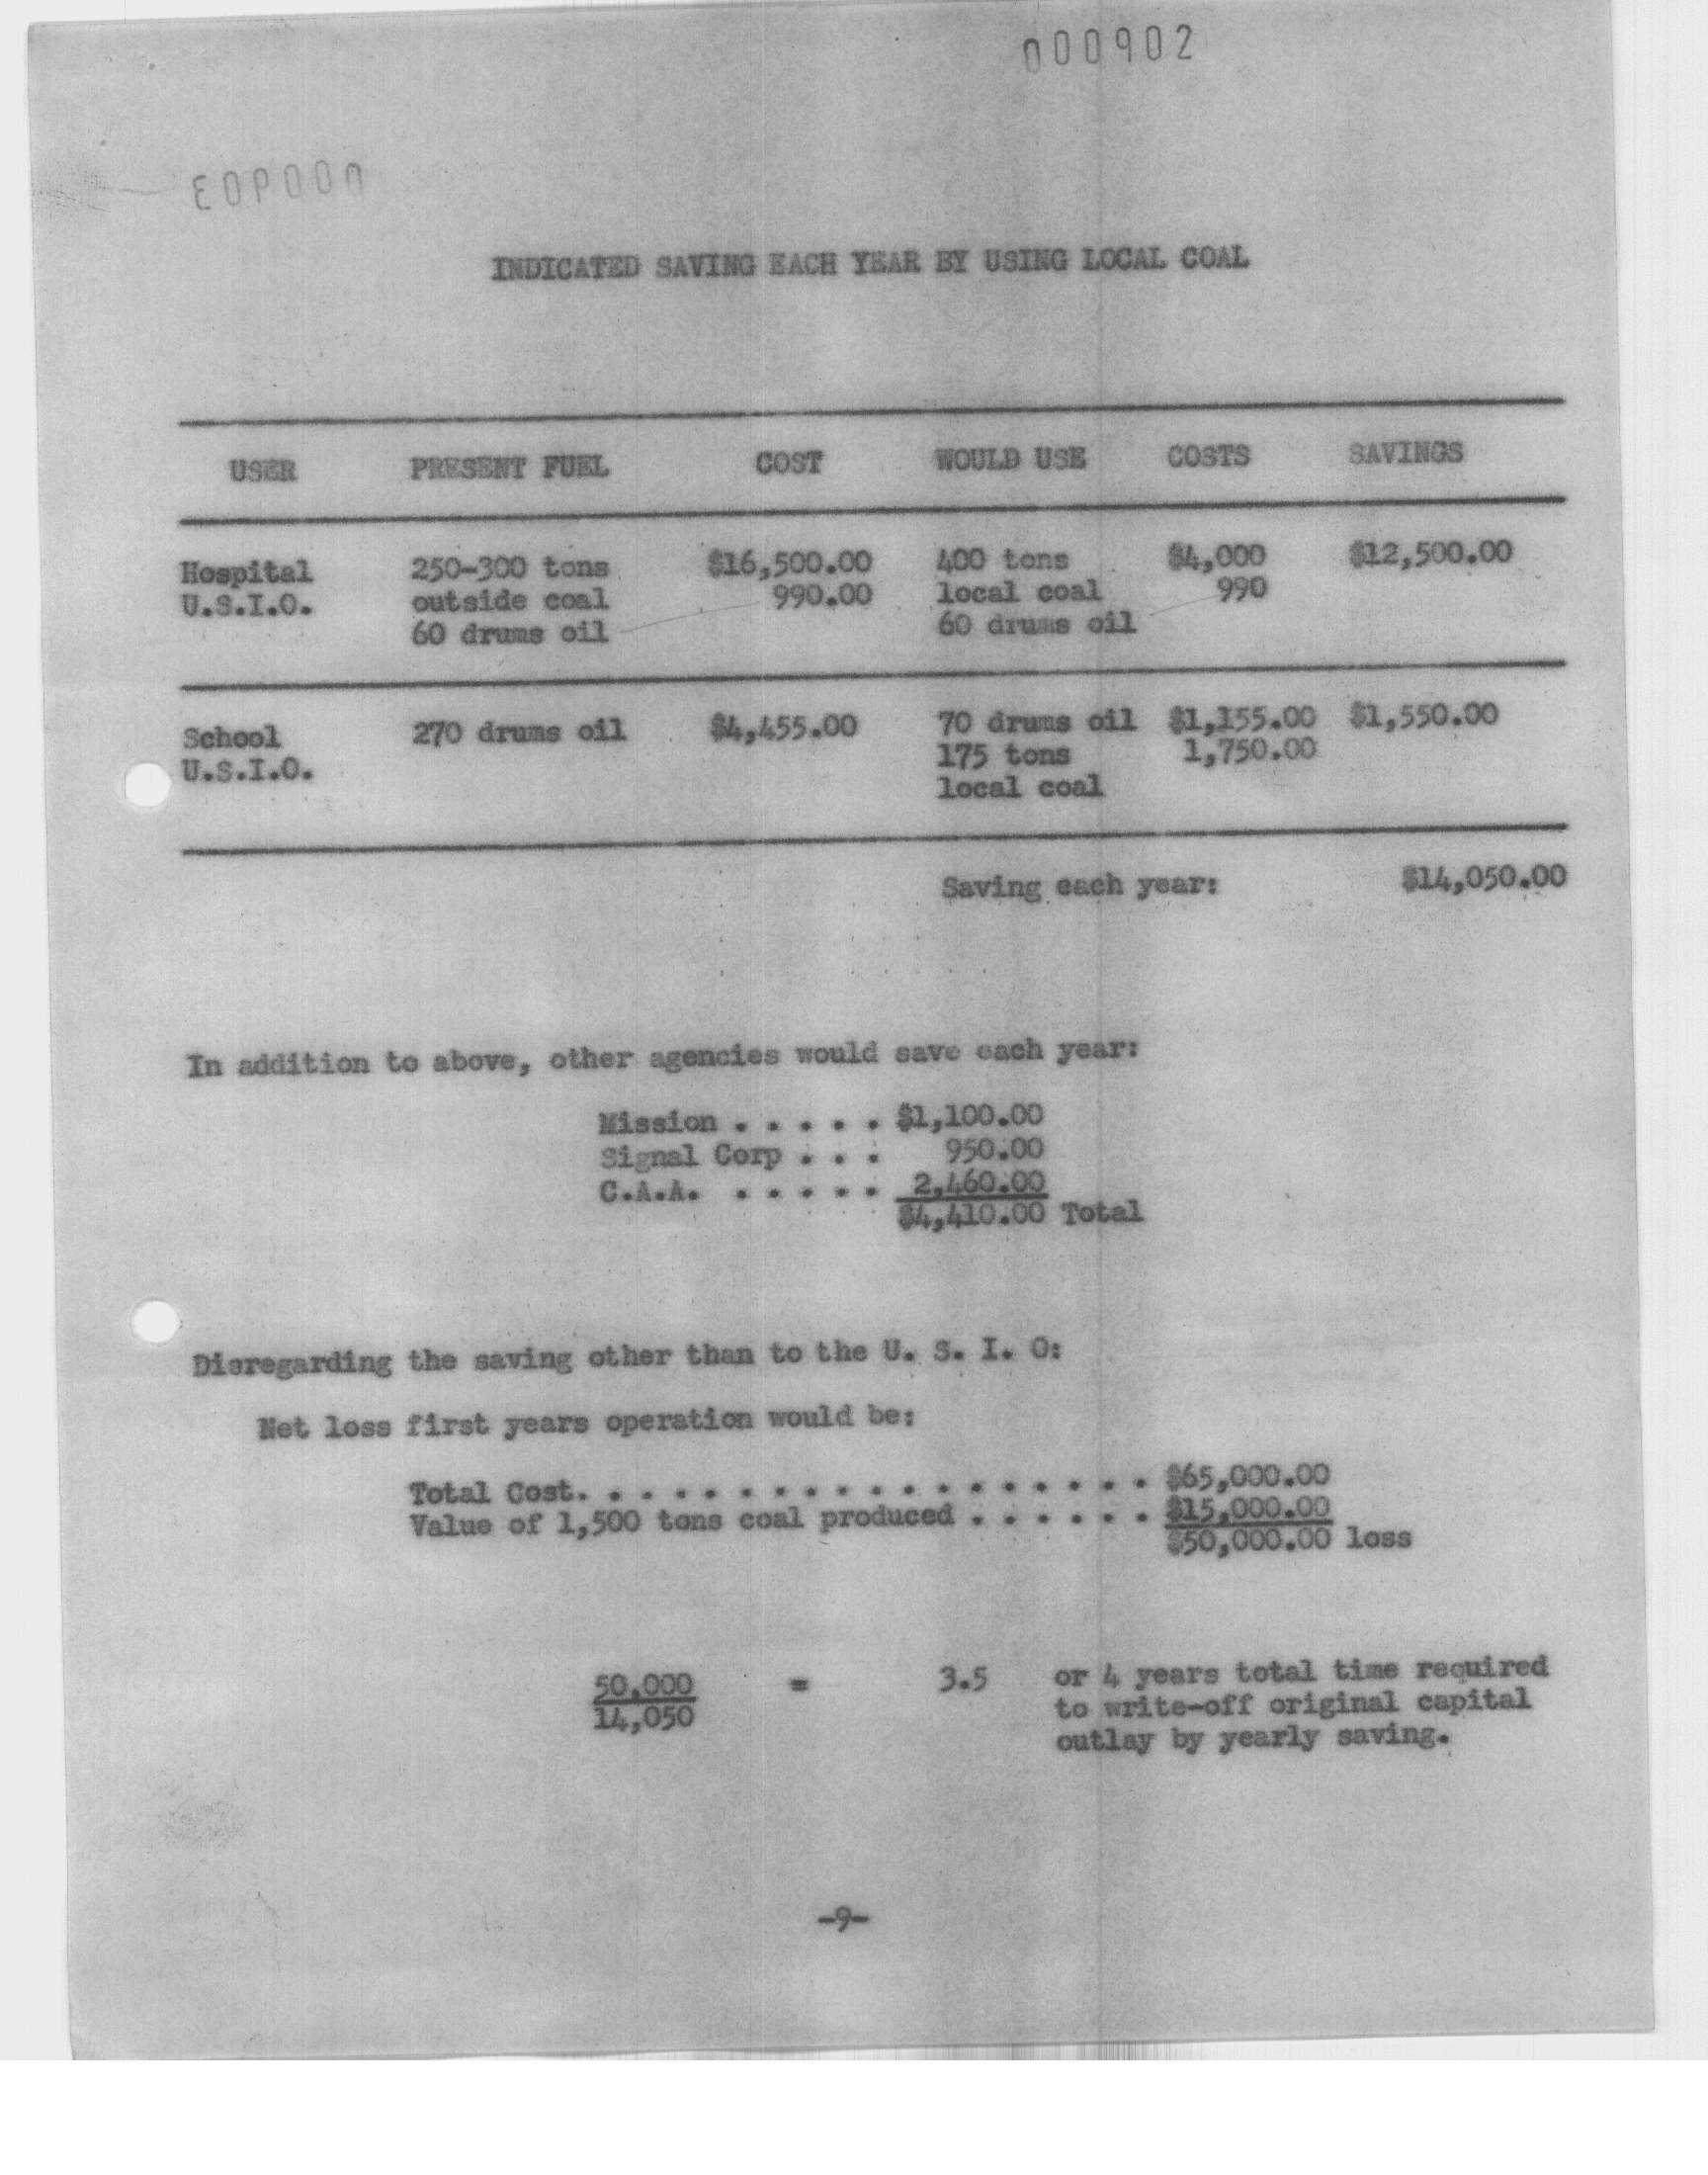 000902
000903
INDICATED SAVING EACH YEAR BY USING LOCAL COAL
USER PRESENT FUEL COST WOULD USE COSTS SAVINGS
Hospital 250-300 tons $16,500.00 400 tons $4,000 $12,500.00
U.S.I.O. outside coal 990.00 local coal 990
60 drums oil 60 drums oil
School 270 drums oil $4,455.00 70 drums oil $1,155.00 $1,550.00
U.S.I.O. 175 tons 1,750.00
local coal
Saving each year: $14,050.00
In addition to above, other agencies would save each year:
Mission . . . . . $1,100.00
Signal Corp . . . 950.00
C.A.A. . . . . . 2,460.00
$4,410.00 Total
Disregarding the saving other than to the U. S. I. O:
Net loss first years operation would be:
Total Cost. . . . . . . . . . . . . . . . . . $65,000.00
Value of 1,500 tons coal produced . . . . . . $15,000.00
$50,000.00 loss
50,000 = 3.5 or 4 years total time required
14,050 to write-off original capital
outlay by yearly saving.
-9-